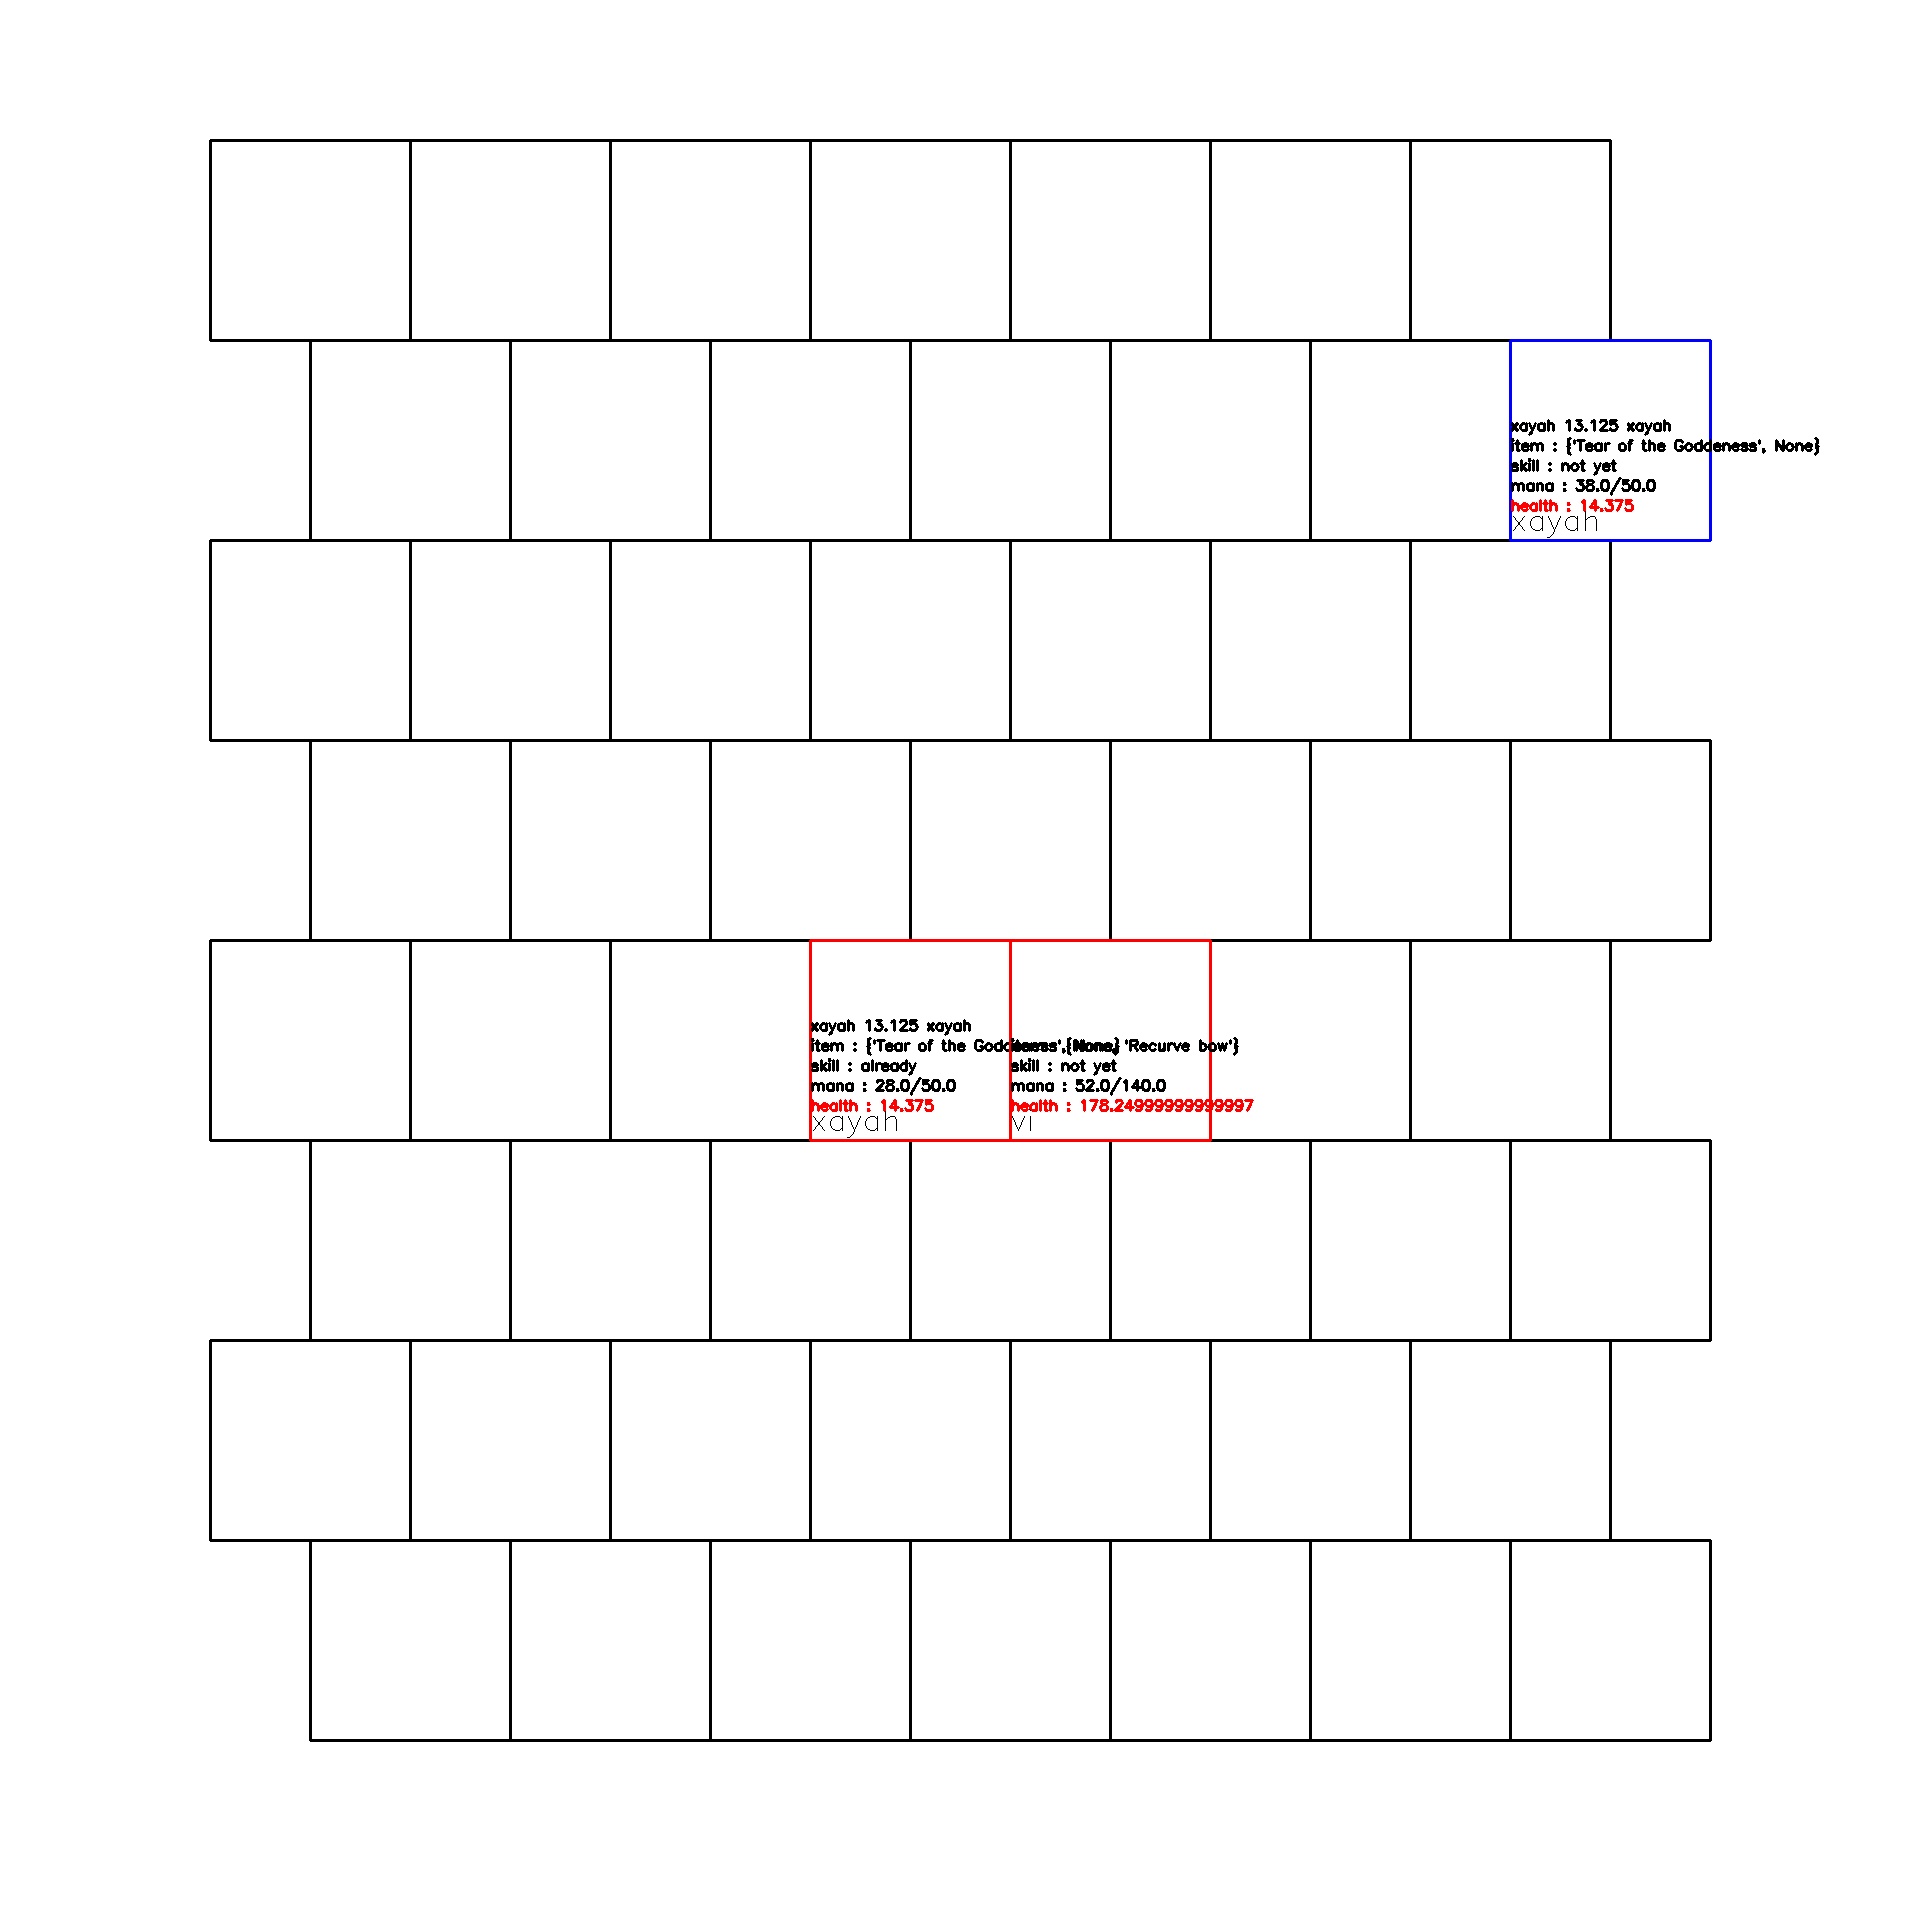 xayah 13.125 xayah
item : {'Tear of the Goddeness', None}
skill : not yet
mana : 38.0/50.0
health : 14.375
xayah
xayah 13.125 xayah
item : {'Tear of the Goddeness', None}
skill : already
mana : 28.0/50.0
health : 14.375
xayah
{None, 'Recurve bow'}
skill : not yet
mana : 52.0/140.0
health : 178.24999999999997
vi